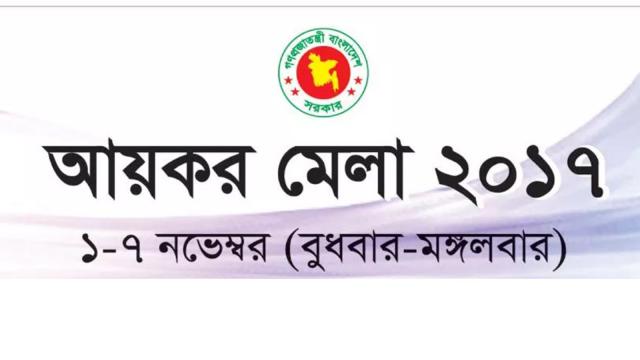 গণপ্রজাতন্ত্রী বাংলাদেশ
সরকার
আয়কর মেলা ২০১৭
১-৭ নভেম্বর (বুধবার-মঙ্গলবার)